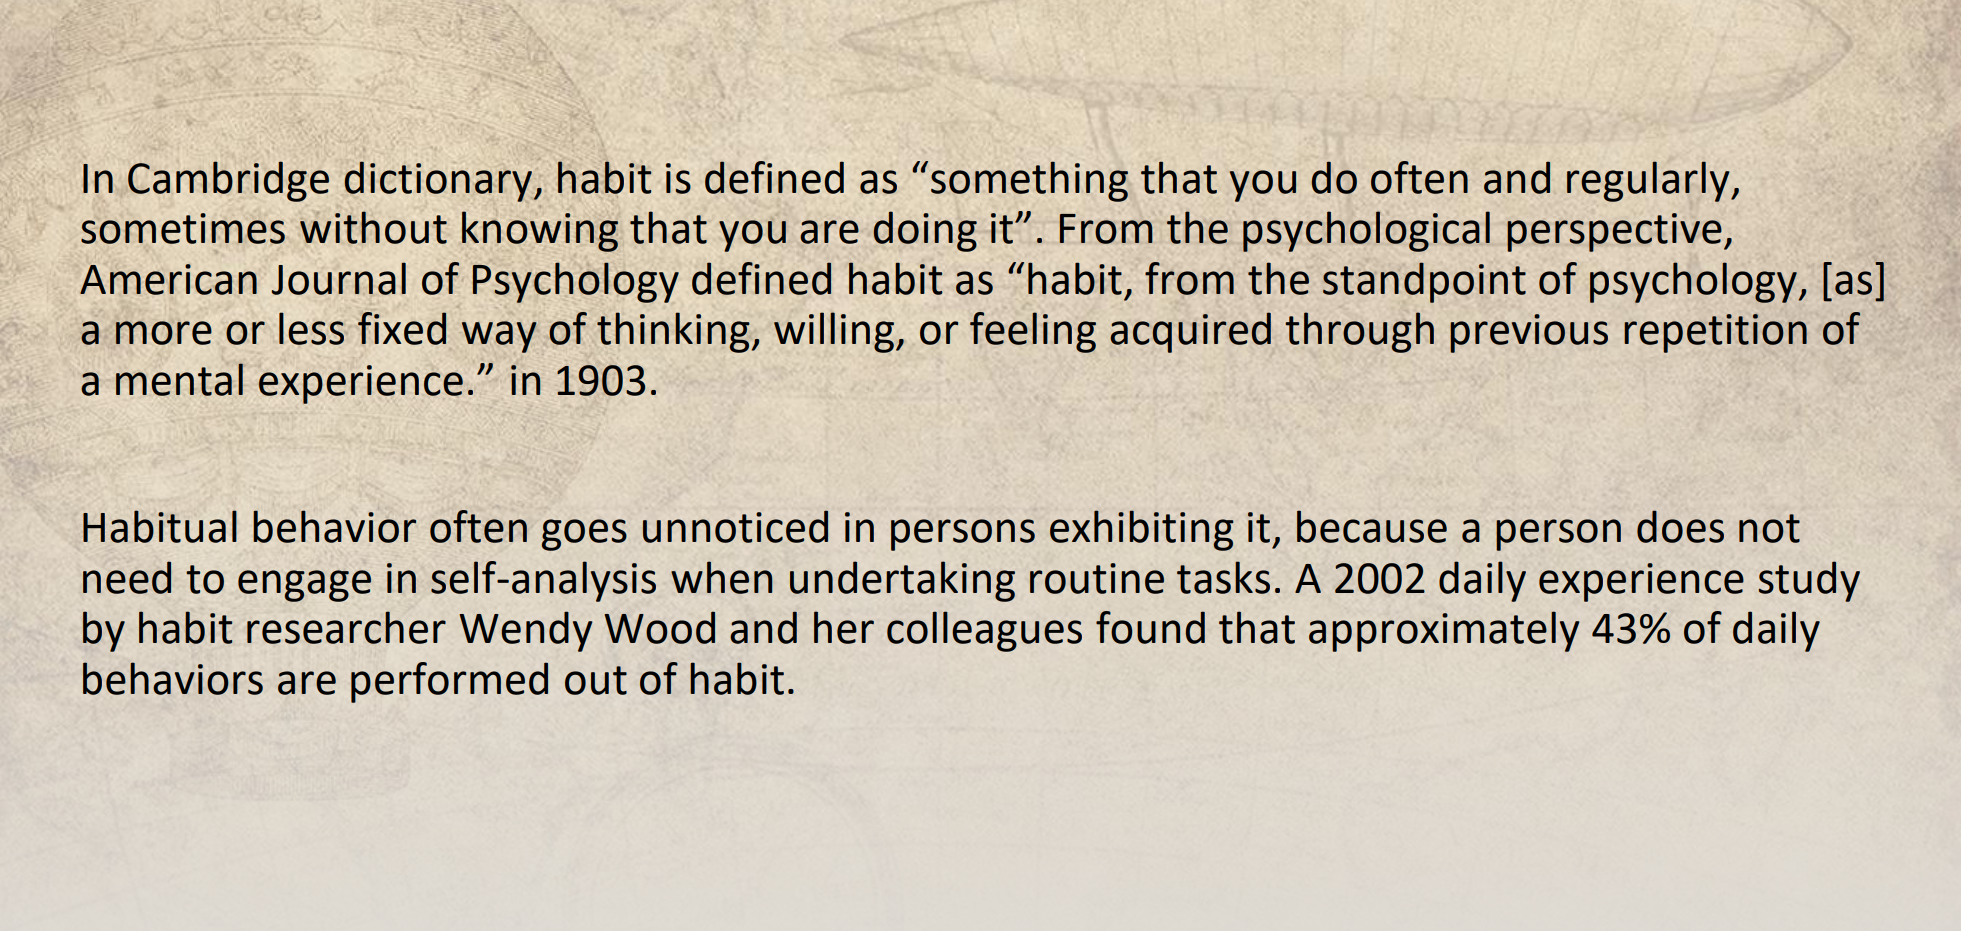 In Cambridge dictionary, habit is defined as “something that you do often and regularly,
sometimes without knowing that you are doing it”. From the psychological perspective,
American Journal of Psychology defined habit as “habit, from the standpoint of psychology, [as]
a more or less fixed way of thinking, willing, or feeling acquired through previous repetition of
a mental experience.” in 1903.
Habitual behavior often goes unnoticed in persons exhibiting it, because a person does not
need to engage in self-analysis when undertaking routine tasks. A 2002 daily experience study
by habit researcher Wendy Wood and her colleagues found that approximately 43% of daily
behaviors are performed out of habit.